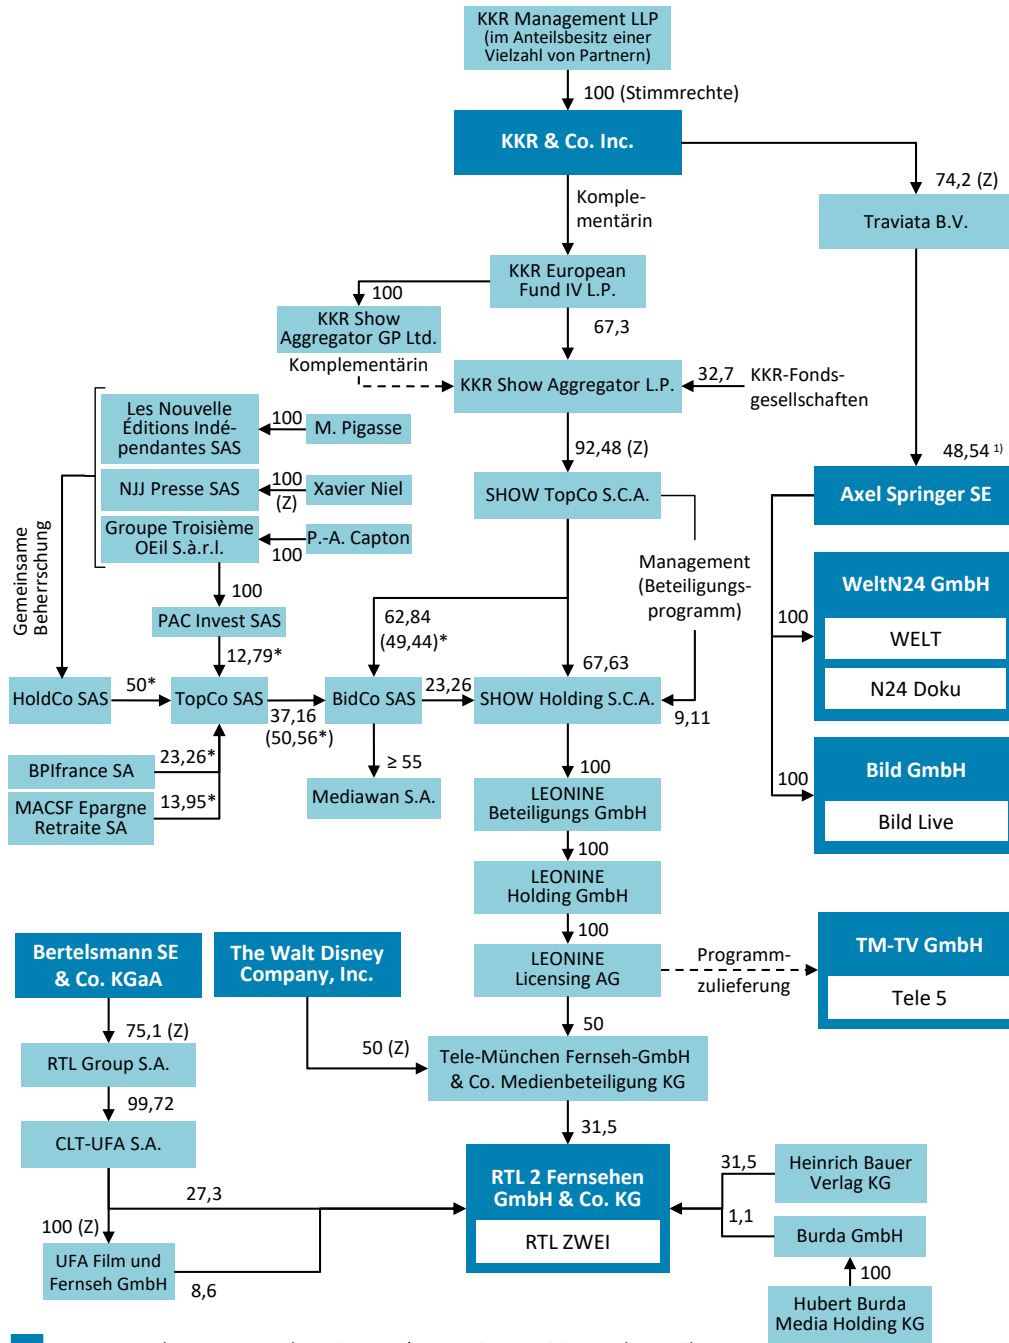 KKR Management LLP
(im Anteilsbesitz einer
Vielzahl von Partnern)
100 (Stimmrechte)
KKR & Co. Inc.
74,2 (Z)
Traviata B.V.
Komple-
mentärin
KKR European
Fund IV L.P.
100
KKR Show
Aggregator GP Ltd.
67,3
Komplementärin
KKR Show Aggregator L.P.
32,7
KKR-Fonds-
gesellschaften
Les Nouvelle
Éditions Indé-
pendantes SAS
100
M. Pigasse
92,48 (Z)
48,54 ¹⁾
NJJ Presse SAS
100
(Z)
Xavier Niel
SHOW TopCo S.C.A.
Axel Springer SE
Groupe Troisième
OEil S.à.r.l.
100
P.-A. Capton
Gemeinsame
Beherrschung
100
Management
(Beteiligungs-
programm)
WeltN24 GmbH
100
WELT
N24 Doku
PAC Invest SAS
62,84
(49,44)*
12,79*
67,63
HoldCo SAS
50*
TopCo SAS
37,16
(50,56*)
BidCo SAS
23,26
SHOW Holding S.C.A.
9,11
BPIfrance SA
23,26*
MACSF Epargne
Retraite SA
13,95*
≥ 55
Mediawan S.A.
100
LEONINE
Beteiligungs GmbH
100
Bild GmbH
Bild Live
100
LEONINE
Holding GmbH
100
LEONINE
Licensing AG
Programm-
zulieferung
TM-TV GmbH
Tele 5
Bertelsmann SE
& Co. KGaA
The Walt Disney
Company, Inc.
75,1 (Z)
50
50 (Z)
RTL Group S.A.
Tele-München Fernseh-GmbH
& Co. Medienbeteiligung KG
99,72
31,5
CLT-UFA S.A.
27,3
RTL 2 Fernsehen
GmbH & Co. KG
RTL ZWEI
31,5
Heinrich Bauer
Verlag KG
1,1
Burda GmbH
100 (Z)
UFA Film und
Fernseh GmbH
8,6
100
Hubert Burda
Media Holding KG